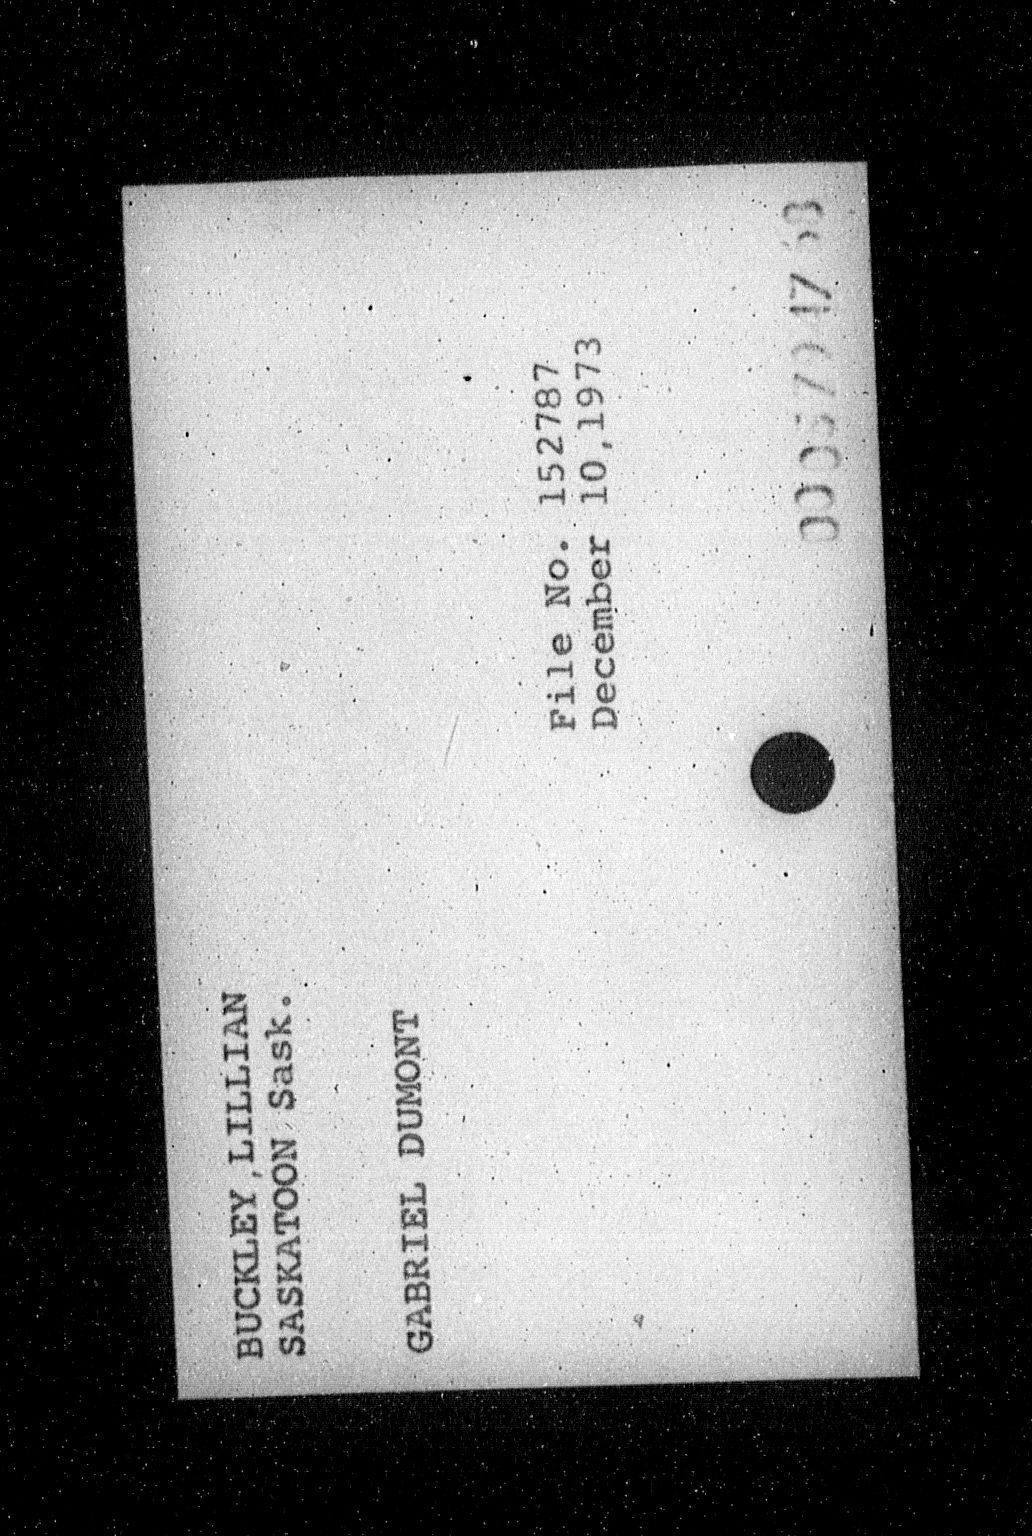 BUCKLEY,LILLIAN
SASKATOON Sask.
GABRIEL DUMONT
File No. 152787
December 10,1973